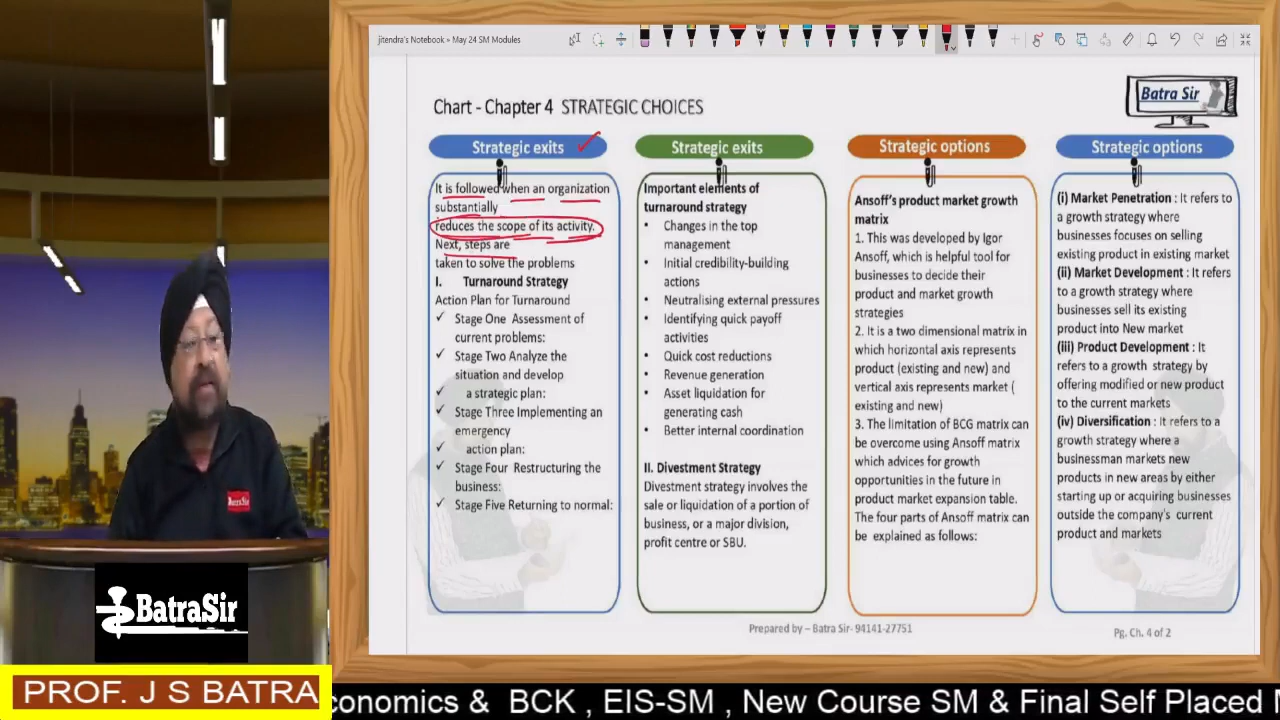 jitendra's Notebook » May 24 SM Modules
Chart - Chapter 4 STRATEGIC CHOICES
Batra Sir
Strategic exits
It is followed when an organization
substantially
reduces the scope of its activity.
Next, steps are
taken to solve the problems
I. Turnaround Strategy
Action Plan for Turnaround
✓ Stage One Assessment of
current problems:
✓ Stage Two Analyze the
situation and develop
✓ a strategic plan:
✓ Stage Three Implementing an
emergency
✓ action plan:
✓ Stage Four Restructuring the
business:
✓ Stage Five Returning to normal:
Strategic exits
Important elements of
turnaround strategy
• Changes in the top
management
• Initial credibility-building
actions
• Neutralising external pressures
• Identifying quick payoff
activities
• Quick cost reductions
• Revenue generation
• Asset liquidation for
generating cash
• Better internal coordination
II. Divestment Strategy
Divestment strategy involves the
sale or liquidation of a portion of
business, or a major division,
profit centre or SBU.
Strategic options
Ansoff's product market growth
matrix
1. This was developed by Igor
Ansoff, which is helpful tool for
businesses to decide their
product and market growth
strategies
2. It is a two dimensional matrix in
which horizontal axis represents
product (existing and new) and
vertical axis represents market (
existing and new)
3. The limitation of BCG matrix can
be overcome using Ansoff matrix
which advices for growth
opportunities in the future in
product market expansion table.
The four parts of Ansoff matrix can
be explained as follows:
Strategic options
(i) Market Penetration : It refers to
a growth strategy where
businesses focuses on selling
existing product in existing market
(ii) Market Development : It refers
to a growth strategy where
businesses sell its existing
product into New market
(iii) Product Development : It
refers to a growth strategy by
offering modified or new product
to the current markets
(iv) Diversification : It refers to a
growth strategy where a
businessman markets new
products in new areas by either
starting up or acquiring businesses
outside the company's current
product and markets
Prepared by – Batra Sir- 94141-27751
Pg. Ch. 4 of 2
BatraSir
BatraSir
PROF. J S BATRA
conomics & BCK , EIS-SM , New Course SM & Final Self Placed M